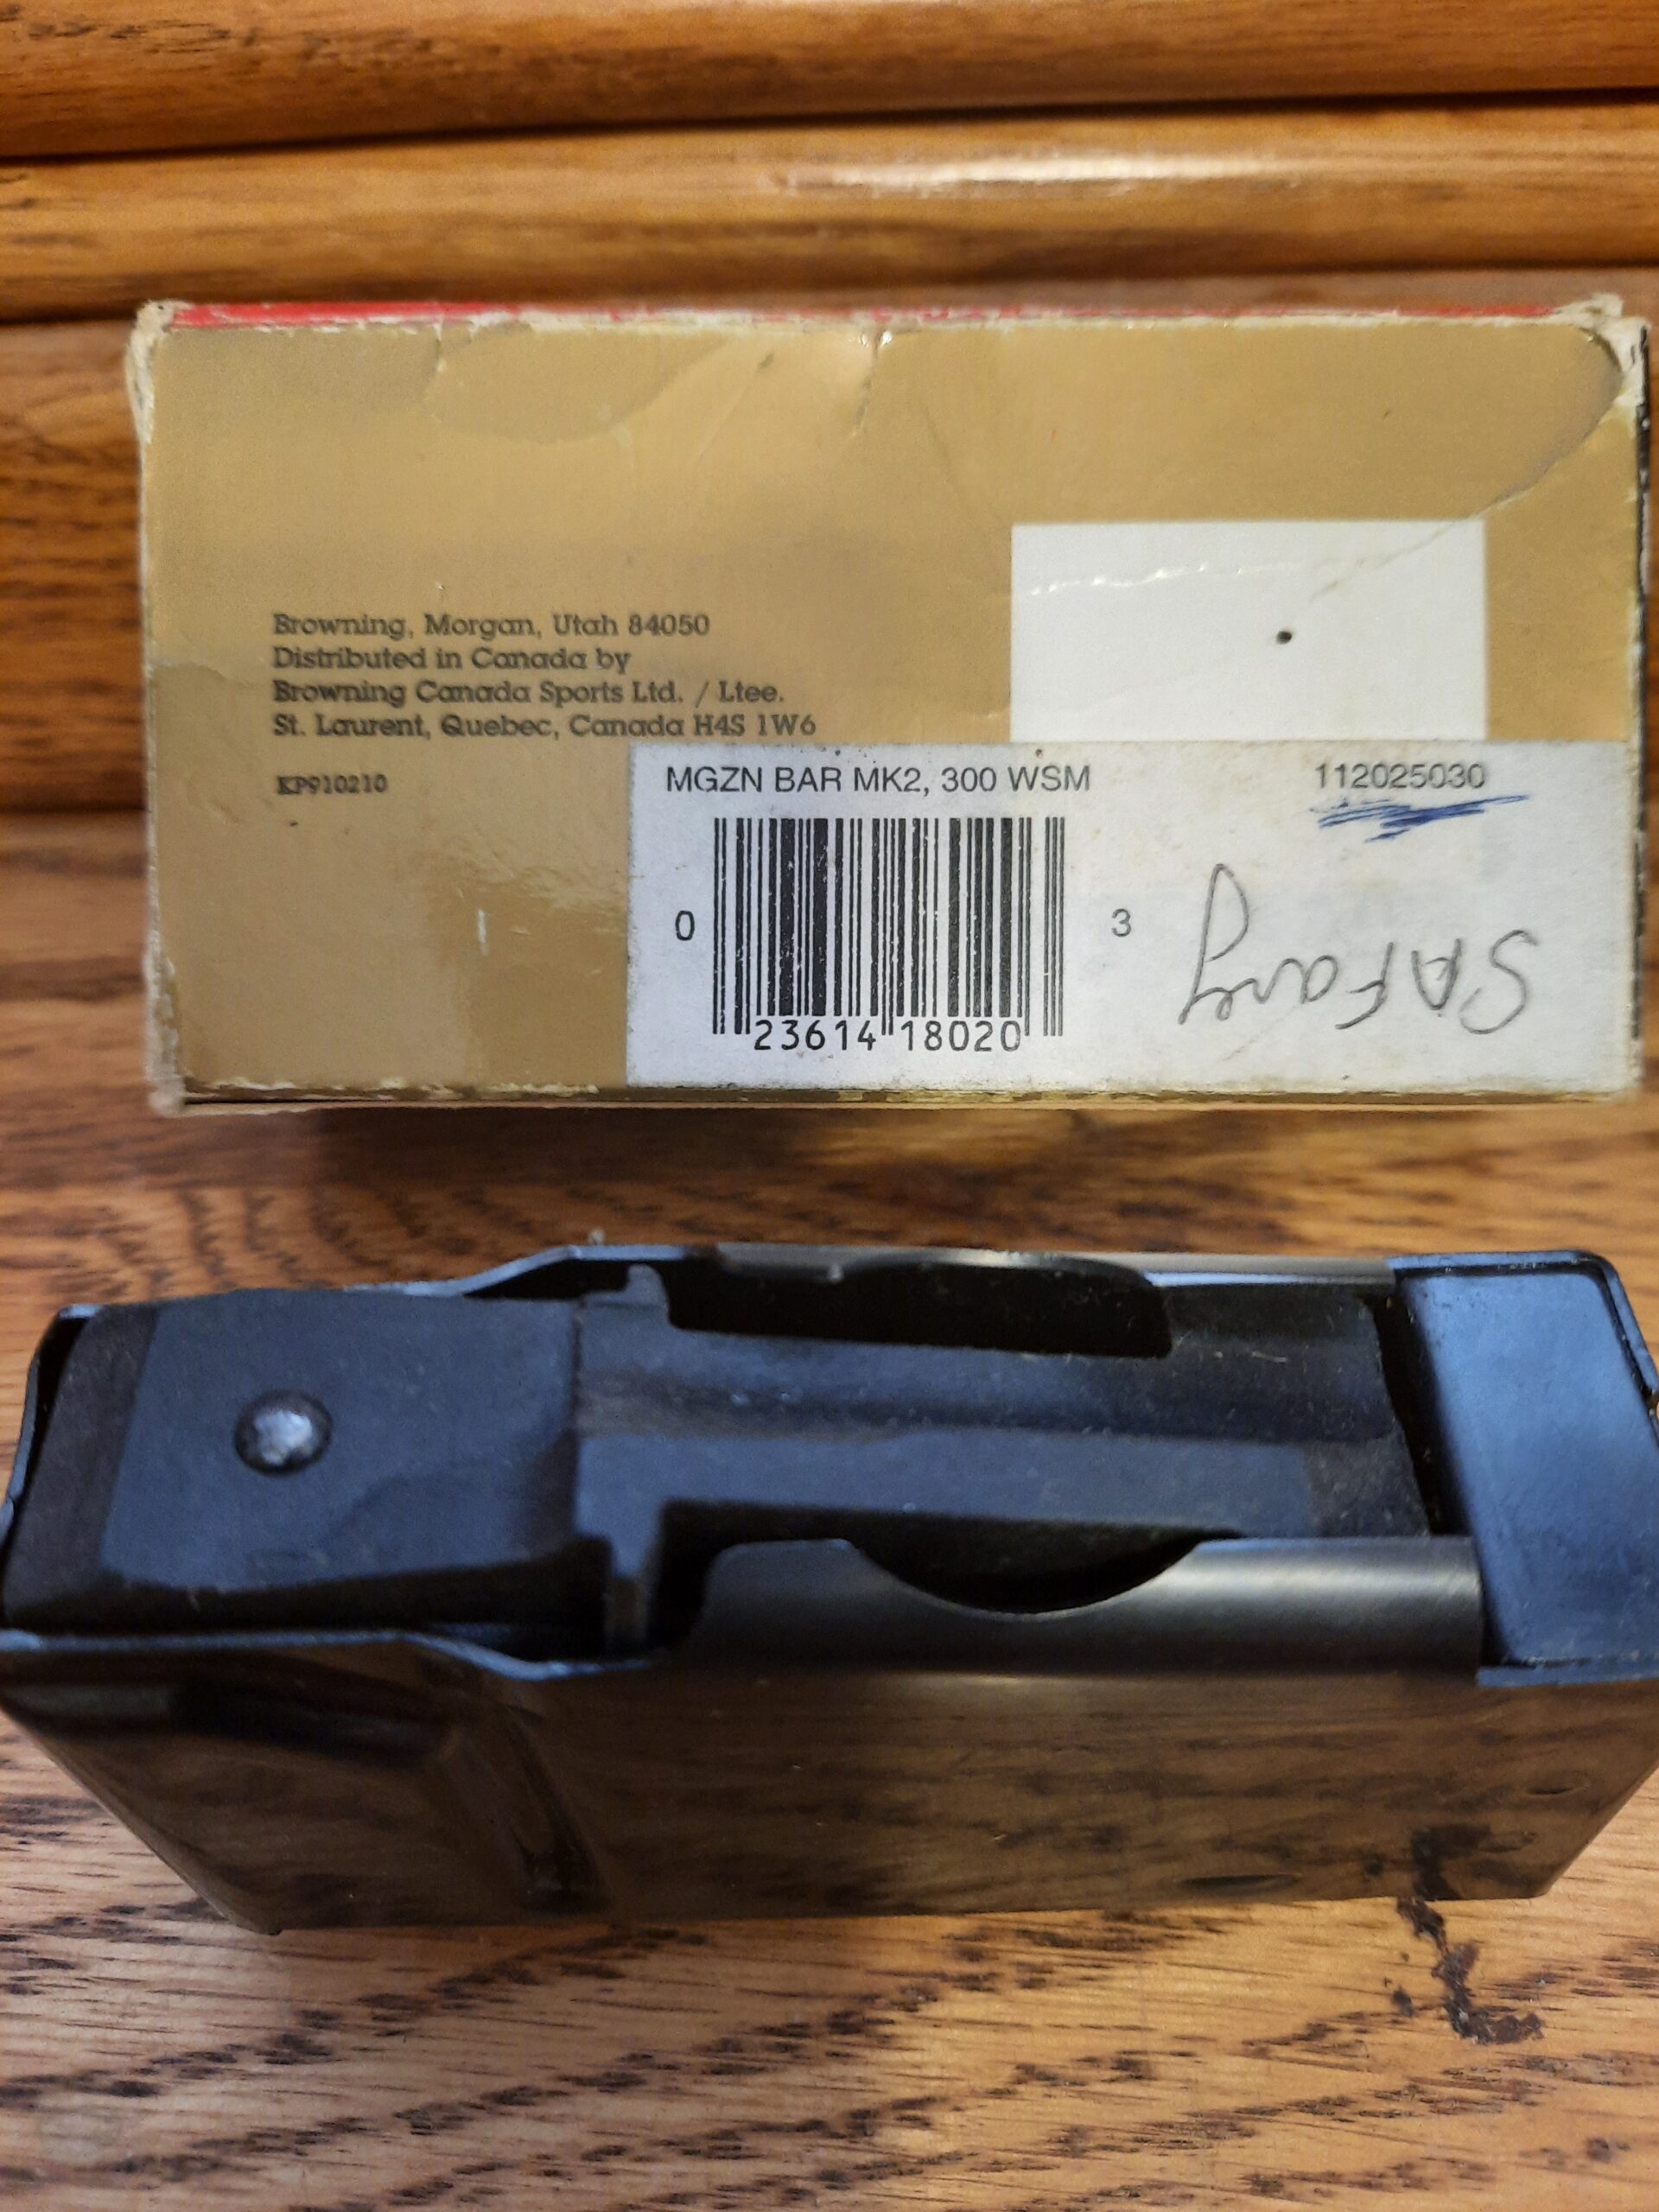 Browning, Morgan, Utah 84050
Distributed in Canada by
Browning Canada Sports Ltd. / Ltee.
St. Laurent, Quebec, Canada H4S 1W6
KP910210
MGZN BAR MK2, 300 WSM 112025030
0 23614 18020 3
SAFary